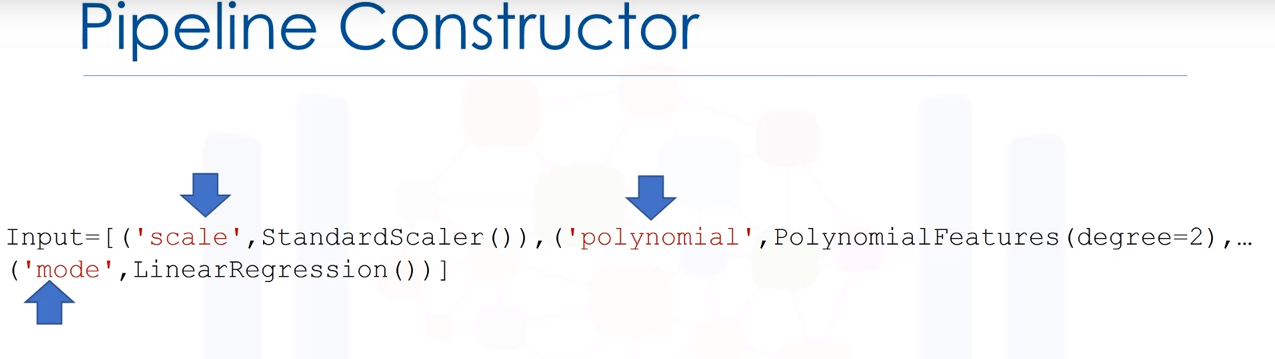 Pipeline Constructor
Input=[('scale',StandardScaler()),('polynomial',PolynomialFeatures(degree=2),…
('mode',LinearRegression())]